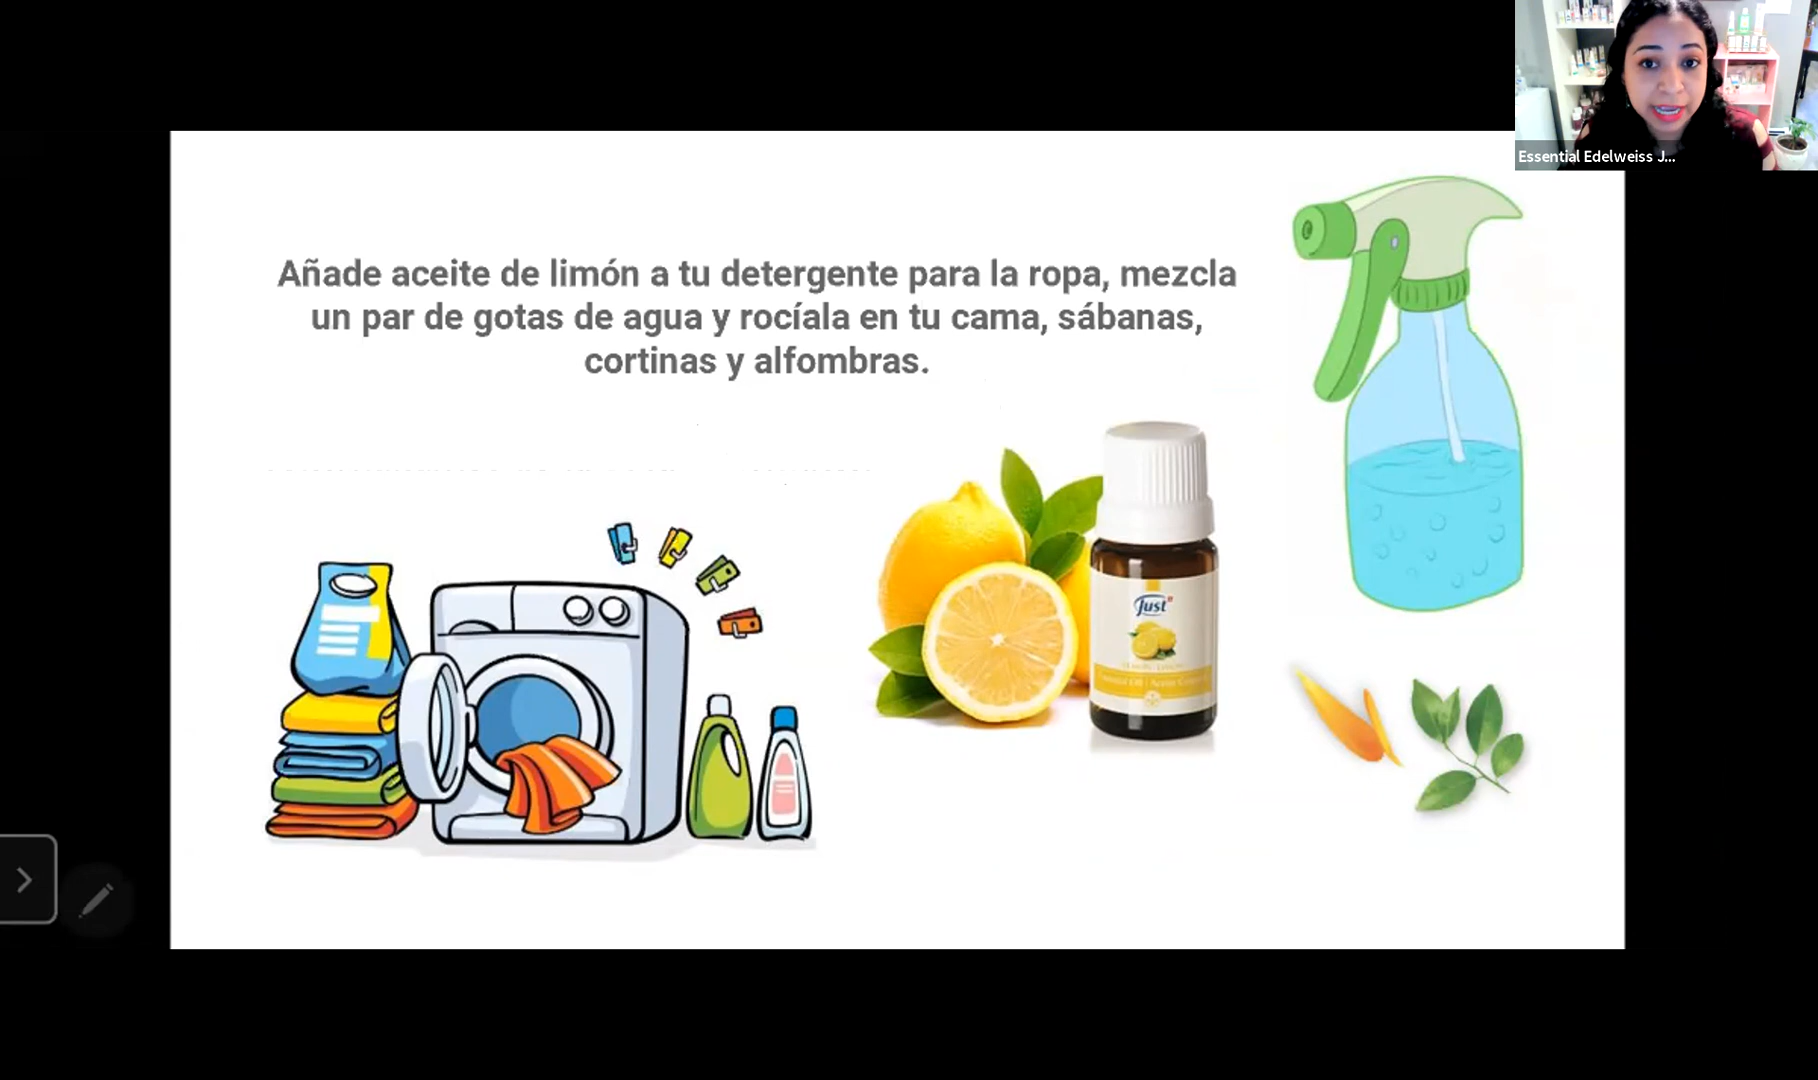 Essential Edelweiss J...
Añade aceite de limón a tu detergente para la ropa, mezcla
un par de gotas de agua y rocíala en tu cama, sábanas,
cortinas y alfombras.
Just